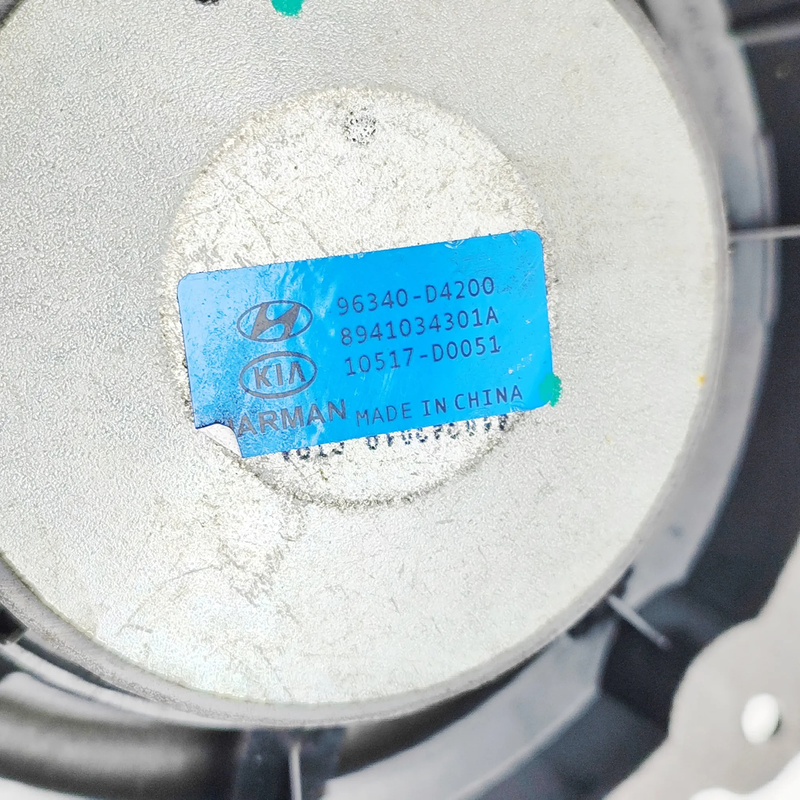 96340-D4200
8941034301A
10517-D0051
KIA
HARMAN MADE IN CHINA